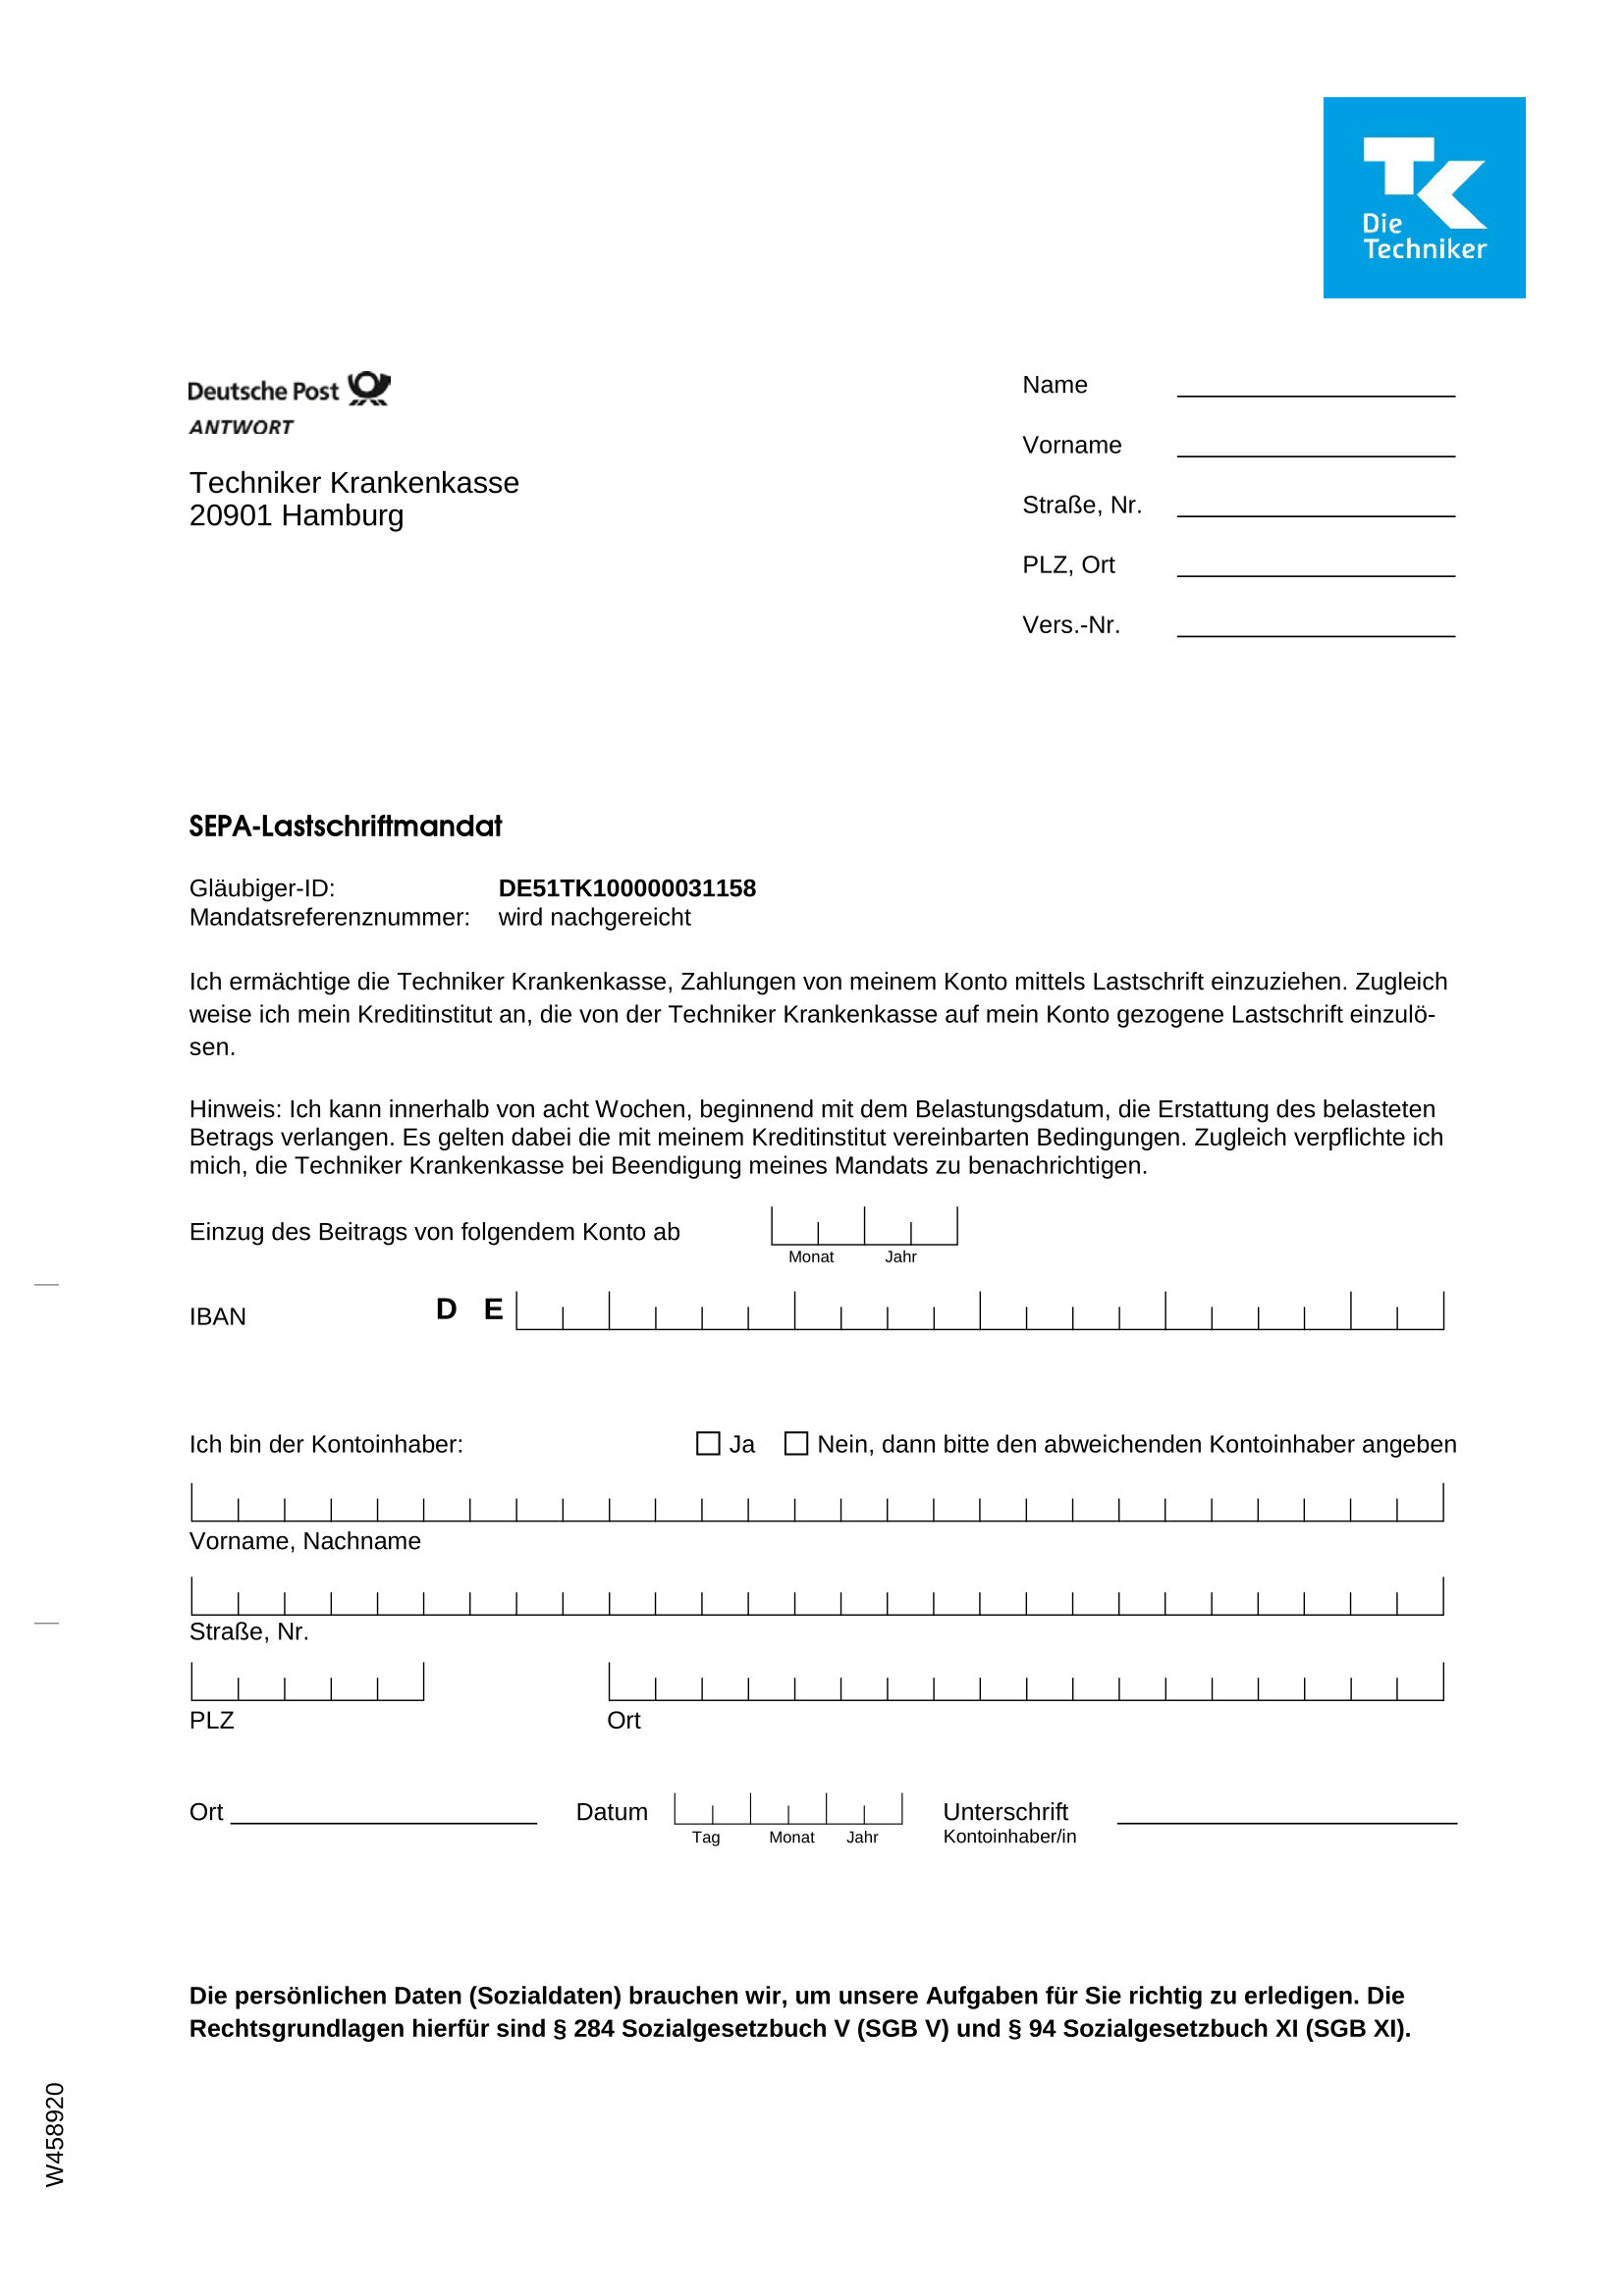 TK
Die
Techniker
Deutsche Post
ANTWORT
Techniker Krankenkasse
20901 Hamburg
Name
Vorname
Straße, Nr.
PLZ, Ort
Vers.-Nr.
SEPA-Lastschriftmandat
Gläubiger-ID: DE51TK100000031158
Mandatsreferenznummer: wird nachgereicht
Ich ermächtige die Techniker Krankenkasse, Zahlungen von meinem Konto mittels Lastschrift einzuziehen. Zugleich
weise ich mein Kreditinstitut an, die von der Techniker Krankenkasse auf mein Konto gezogene Lastschrift einzulö-
sen.
Hinweis: Ich kann innerhalb von acht Wochen, beginnend mit dem Belastungsdatum, die Erstattung des belasteten
Betrags verlangen. Es gelten dabei die mit meinem Kreditinstitut vereinbarten Bedingungen. Zugleich verpflichte ich
mich, die Techniker Krankenkasse bei Beendigung meines Mandats zu benachrichtigen.
Einzug des Beitrags von folgendem Konto ab
Monat Jahr
IBAN D E
Ich bin der Kontoinhaber: Ja Nein, dann bitte den abweichenden Kontoinhaber angeben
Vorname, Nachname
Straße, Nr.
PLZ Ort
Ort Datum Unterschrift
Tag Monat Jahr Kontoinhaber/in
Die persönlichen Daten (Sozialdaten) brauchen wir, um unsere Aufgaben für Sie richtig zu erledigen. Die
Rechtsgrundlagen hierfür sind § 284 Sozialgesetzbuch V (SGB V) und § 94 Sozialgesetzbuch XI (SGB XI).
W458920